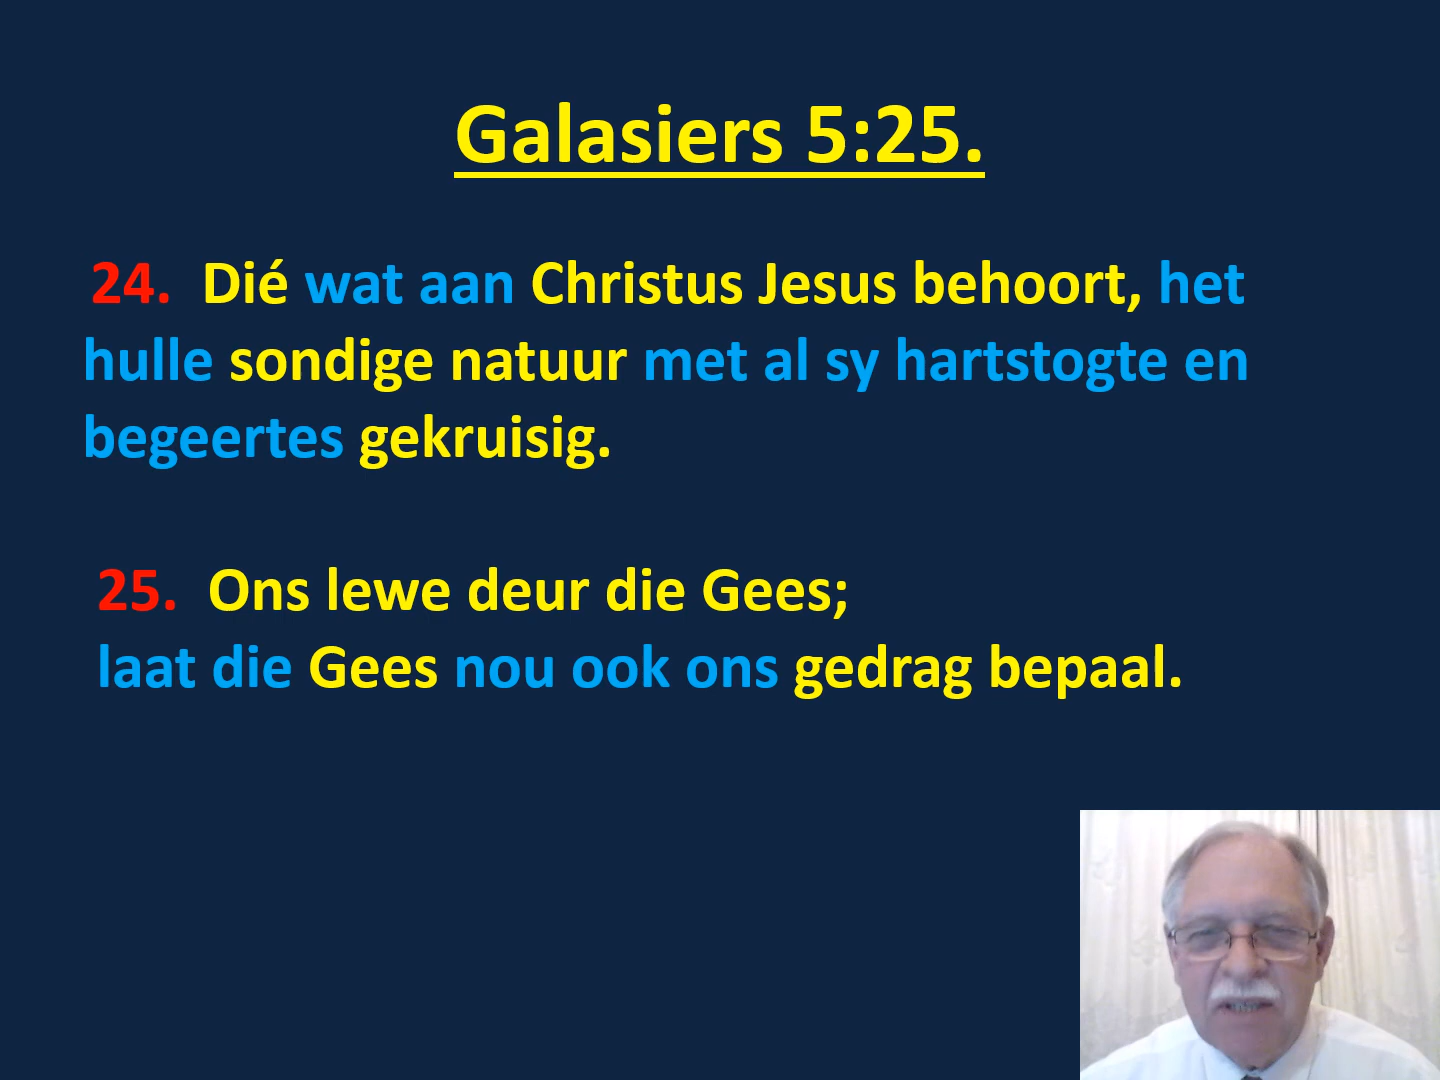 Galasiers 5:25.
24. Dié wat aan Christus Jesus behoort, het
hulle sondige natuur met al sy hartstogte en
begeertes gekruisig.
25. Ons lewe deur die Gees;
laat die Gees nou ook ons gedrag bepaal.